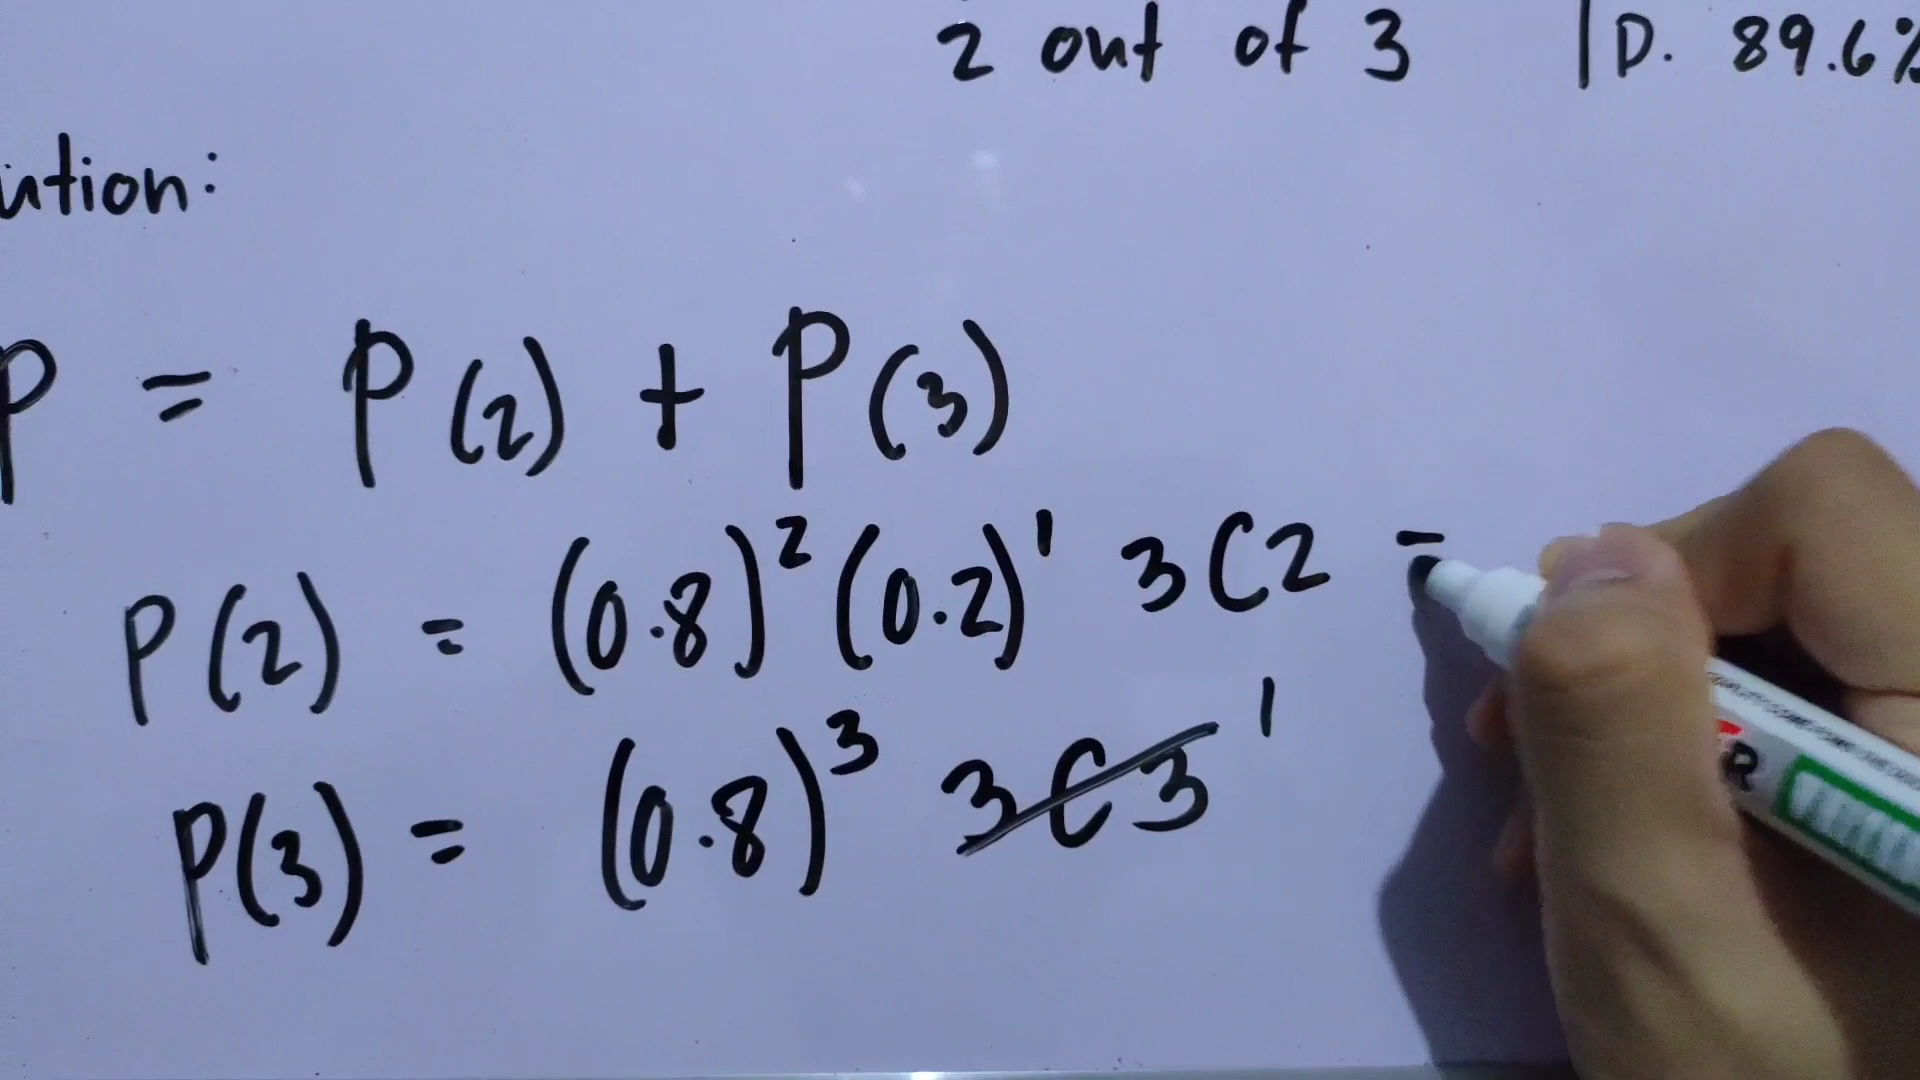 2 out of 3 | D. 89.6%
ution:
P = P(2) + P(3)
P(2) = (0.8)² (0.2)¹ 3C2 =
P(3) = (0.8)³ 3C3 1